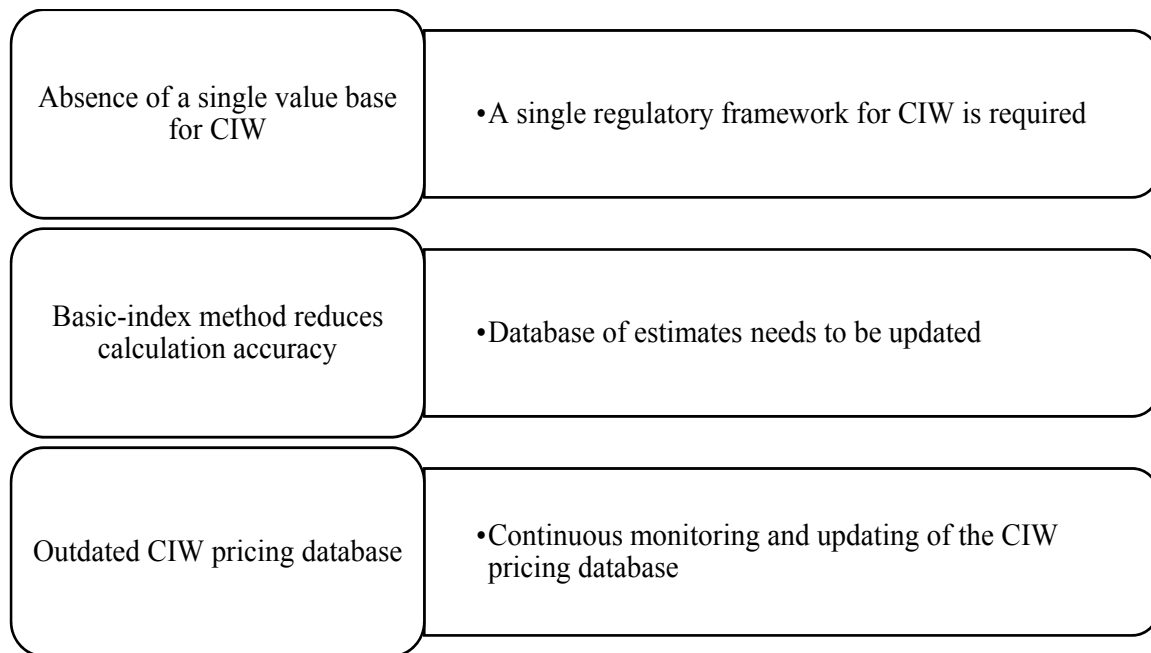 Absence of a single value base
for CIW
•A single regulatory framework for CIW is required
Basic-index method reduces
calculation accuracy
•Database of estimates needs to be updated
Outdated CIW pricing database
•Continuous monitoring and updating of the CIW
pricing database